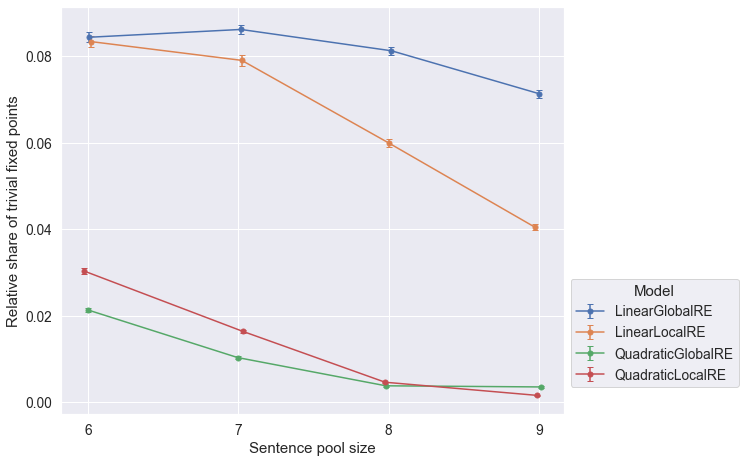 Relative share of trivial fixed points
0.08
0.06
0.04
0.02
0.00
6 7 8 9
Sentence pool size
Model
LinearGlobalRE
LinearLocalRE
QuadraticGlobalRE
QuadraticLocalRE